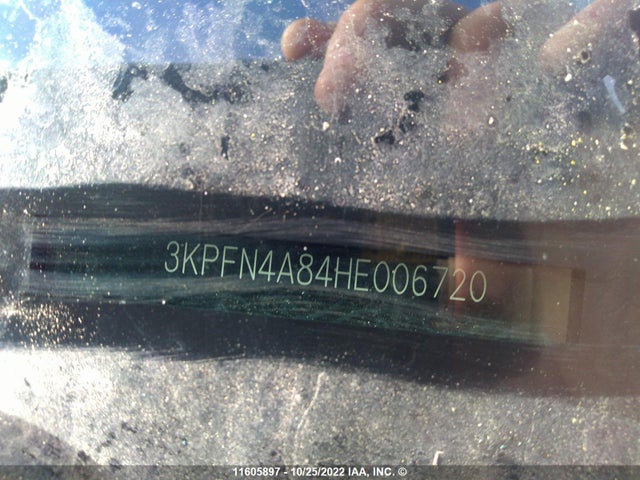 3KPFN4A84HE006720
11605897 - 10/25/2022 IAA, INC. ©